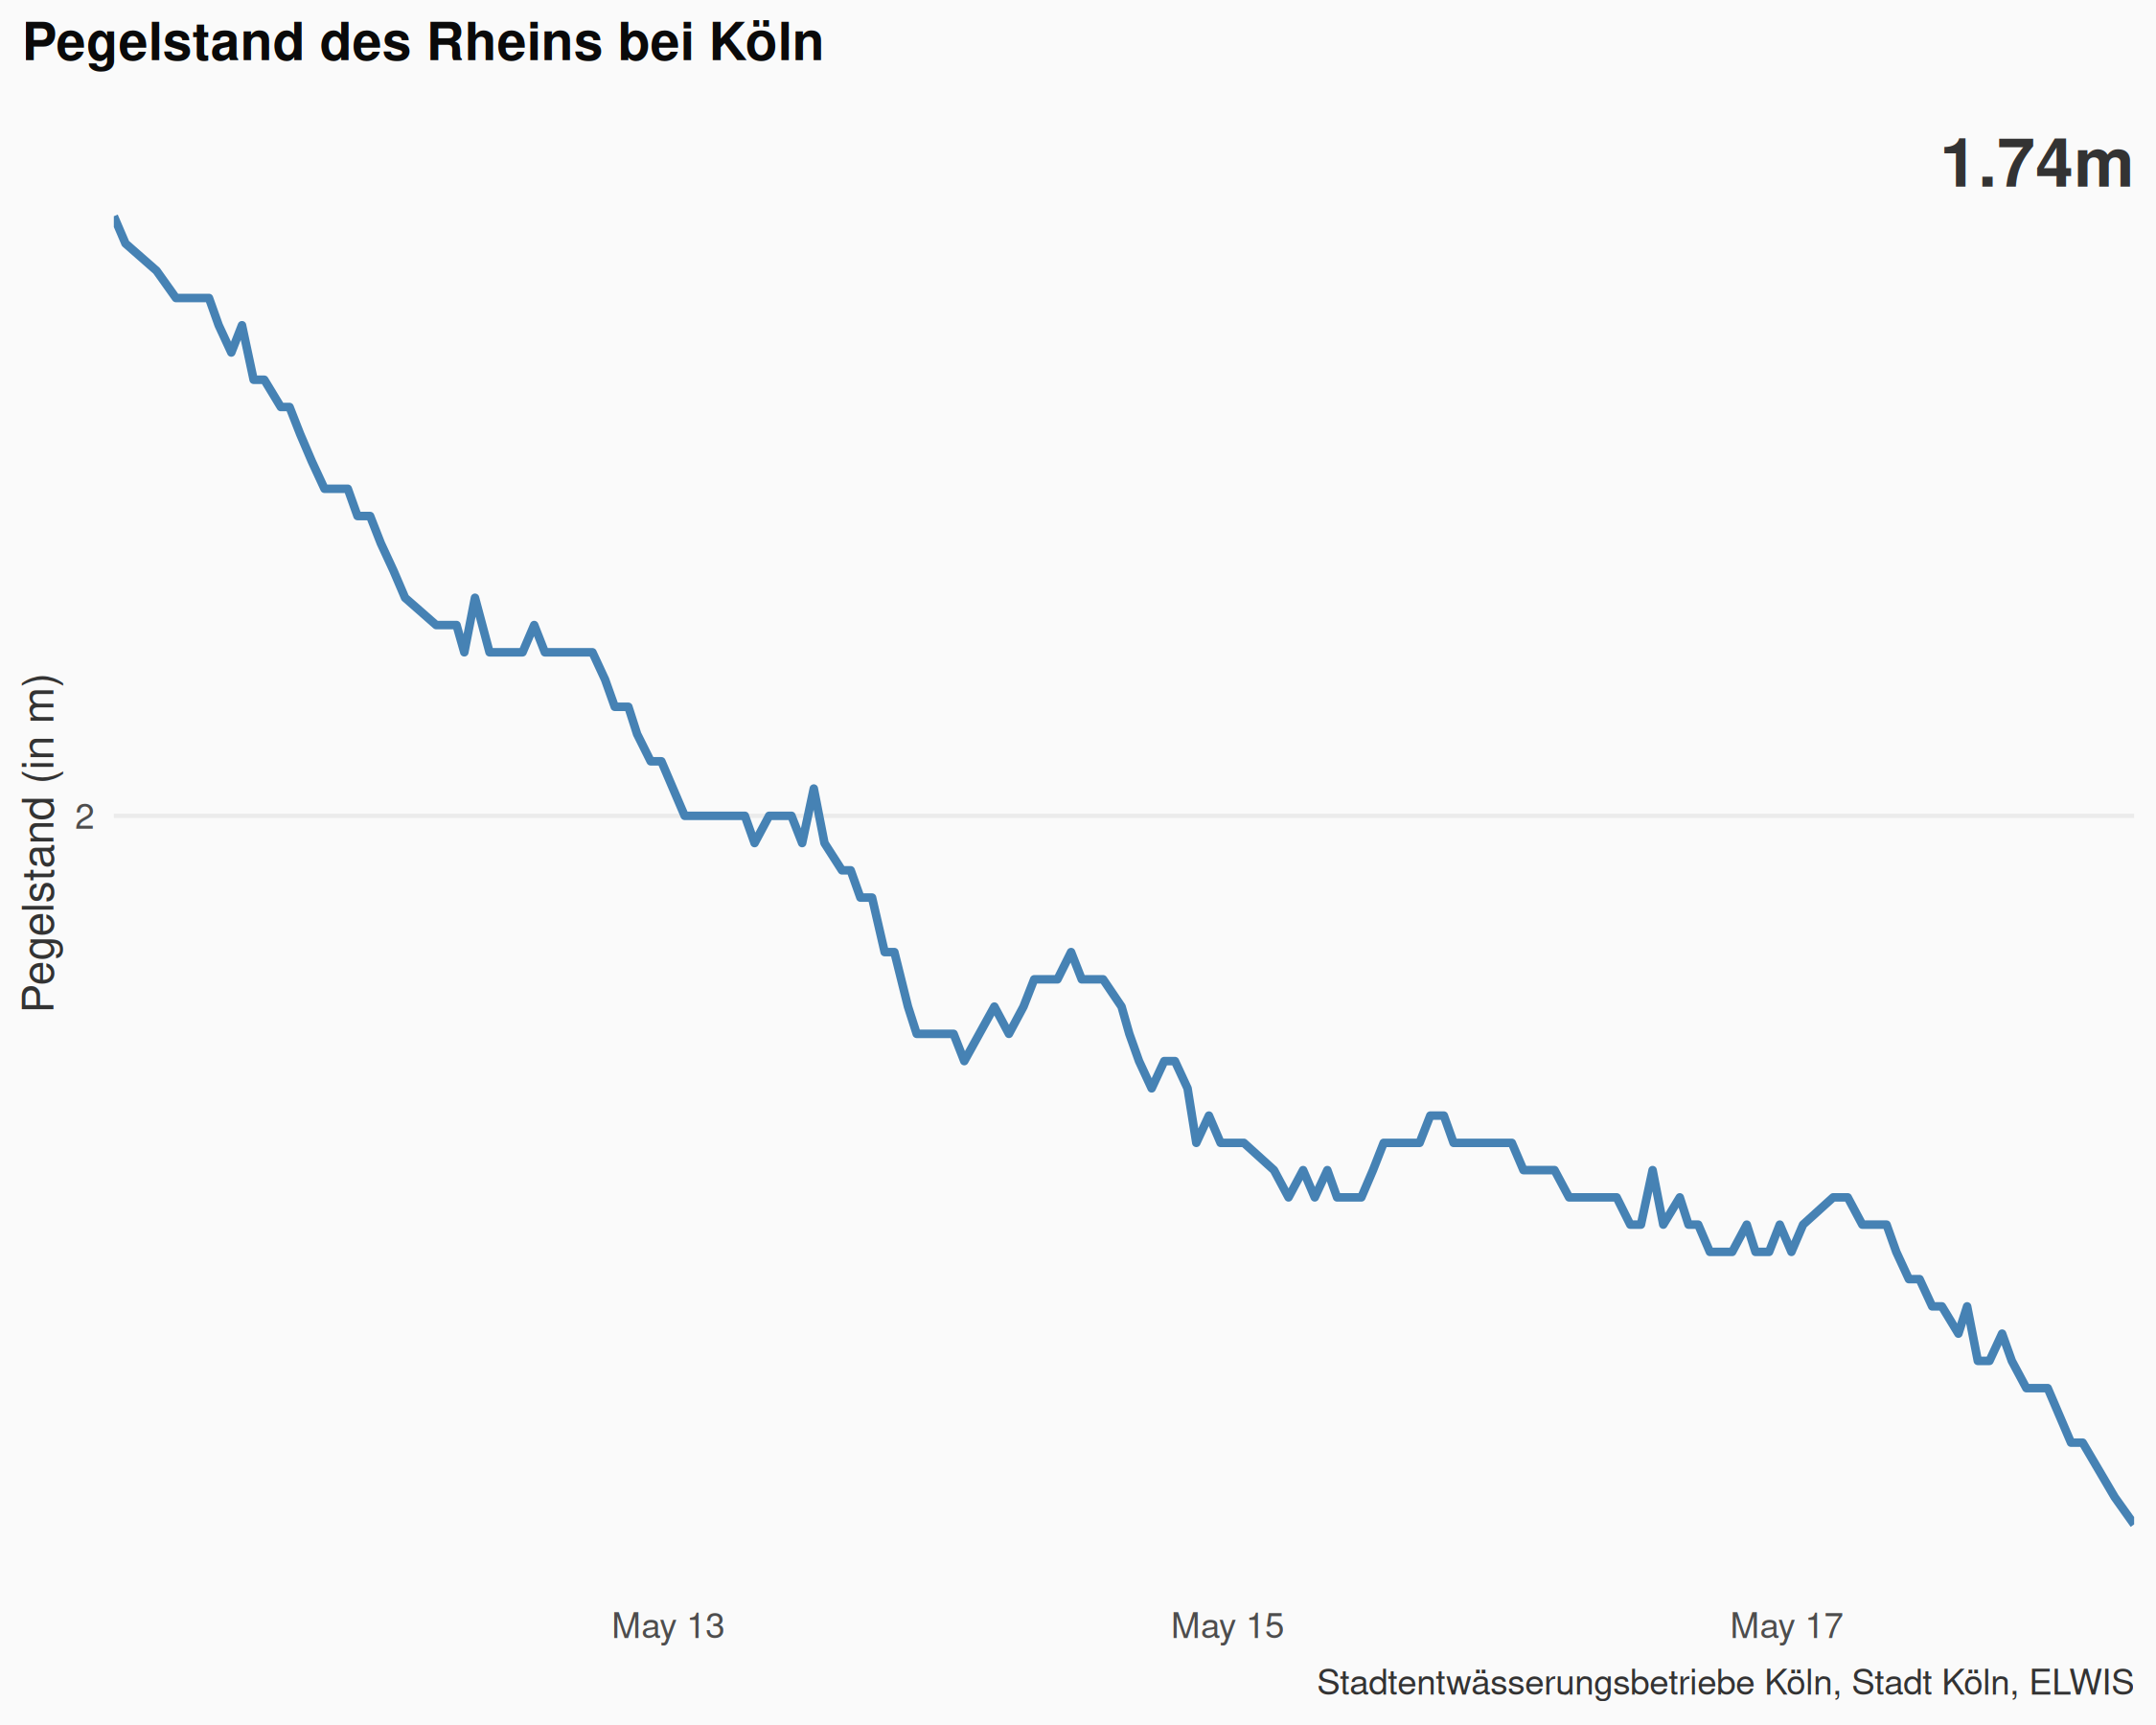 Pegelstand des Rheins bei Köln
1.74m
Pegelstand (in m)
2
May 13
May 15
May 17
Stadtentwässerungsbetriebe Köln, Stadt Köln, ELWIS